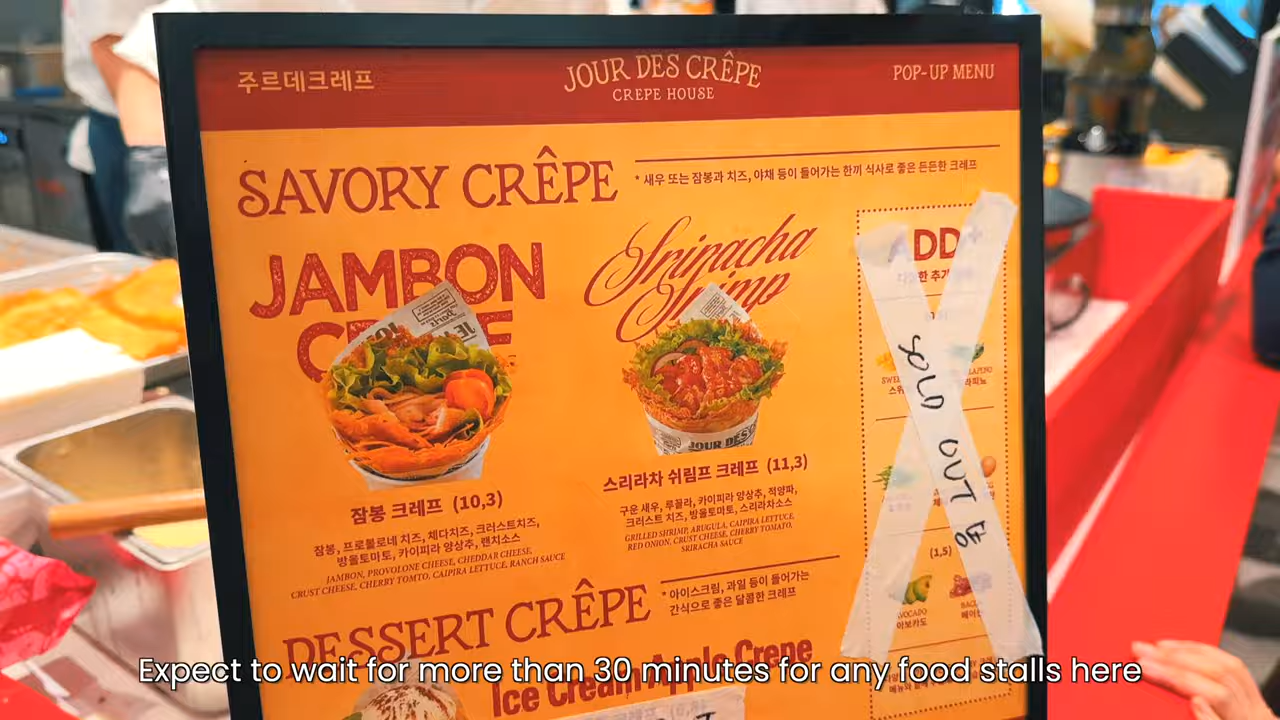 주르데크레프
JOUR DES CRÊPE
CREPE HOUSE
POP-UP MENU
SAVORY CRÊPE
* 새우 또는 잠봉과 치즈, 야채 등이 들어가는 한끼 식사로 좋은 든든한 크레프
JAMBON
Sriracha
Shrimp
JOUR DES
잠봉 크레프 (10,3)
잠봉, 프로볼로네 치즈, 체다치즈, 크러스트치즈,
방울토마토, 카이피라 양상추, 랜치소스
JAMBON, PROVOLONE CHEESE, CHEDDAR CHEESE,
CRUST CHEESE, CHERRY TOMTO, CAIPIRA LETTUCE, RANCH SAUCE
스리라차 쉬림프 크레프 (11,3)
구운 새우, 루꼴라, 카이피라 양상추, 적양파,
크러스트 치즈, 방울토마토, 스리라차소스
GRILLED SHRIMP, ARUGULA, CAIPIRA LETTUCE,
RED ONION, CRUST CHEESE, CHERRY TOMATO,
SRIRACHA SAUCE
ADD
SOLD OUT
(1,5)
AVOCADO
아보카도
DESSERT CRÊPE
* 아이스크림, 과일 등이 들어가는
간식으로 좋은 달콤한 크레프
Ice Cream Apple Crepe
Expect to wait for more than 30 minutes for any food stalls here